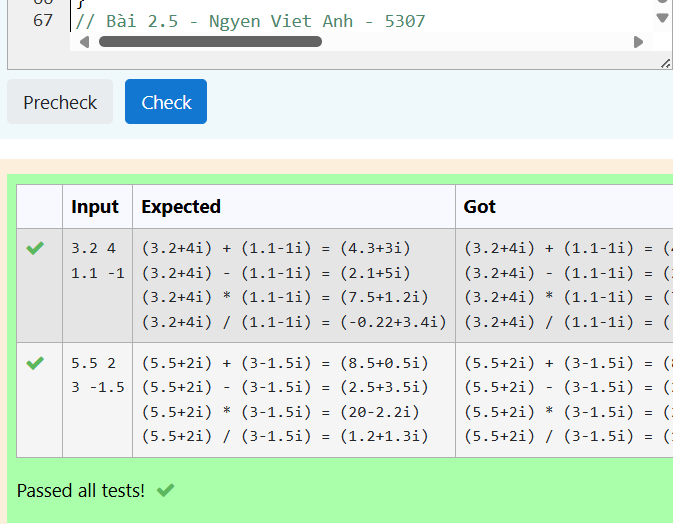 }
67 // Bài 2.5 - Ngyen Viet Anh - 5307
Precheck Check
Input Expected Got
3.2 4
1.1 -1
(3.2+4i) + (1.1-1i) = (4.3+3i)
(3.2+4i) - (1.1-1i) = (2.1+5i)
(3.2+4i) * (1.1-1i) = (7.5+1.2i)
(3.2+4i) / (1.1-1i) = (-0.22+3.4i)
(3.2+4i) + (1.1-1i) = (
(3.2+4i) - (1.1-1i) = (
(3.2+4i) * (1.1-1i) = (
(3.2+4i) / (1.1-1i) = (
5.5 2
3 -1.5
(5.5+2i) + (3-1.5i) = (8.5+0.5i)
(5.5+2i) - (3-1.5i) = (2.5+3.5i)
(5.5+2i) * (3-1.5i) = (20-2.2i)
(5.5+2i) / (3-1.5i) = (1.2+1.3i)
(5.5+2i) + (3-1.5i) = (
(5.5+2i) - (3-1.5i) = (
(5.5+2i) * (3-1.5i) = (
(5.5+2i) / (3-1.5i) = (
Passed all tests!